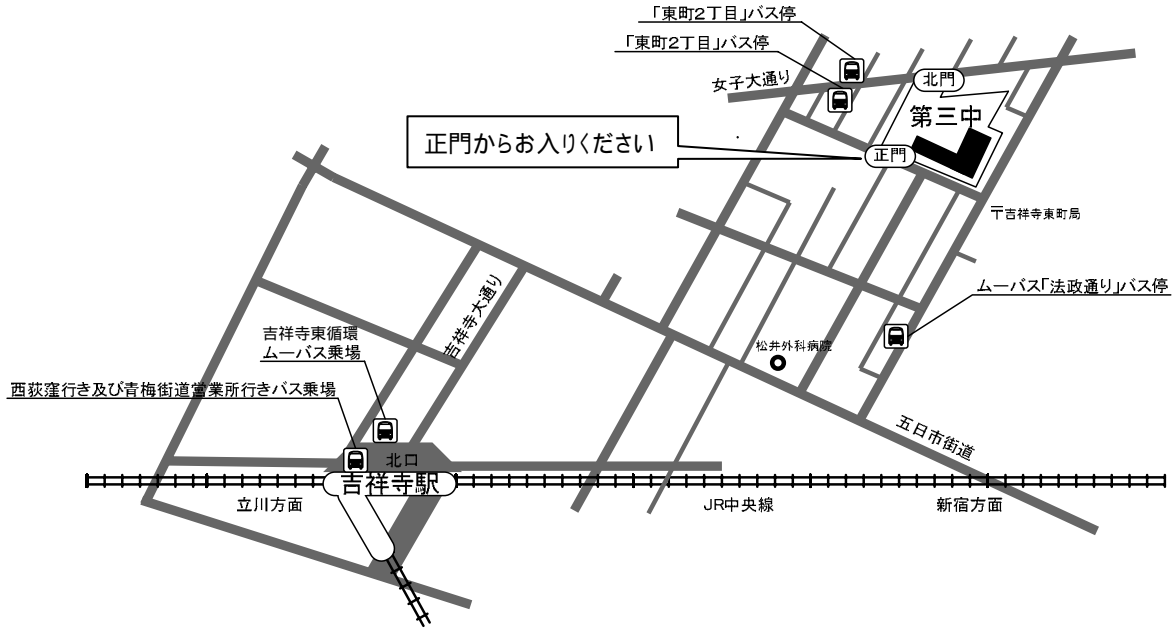 「東町2丁目」バス停
「東町2丁目」バス停
女子大通り
北門
第三中
正門からお入りください
正門
〒吉祥寺東町局
ムーバス「法政通り」バス停
吉祥寺大通り
吉祥寺東循環
ムーバス乗場
松井外科病院
西荻窪行き及び青梅街道営業所行きバス乗場
五日市街道
北口
吉祥寺駅
立川方面
JR中央線
新宿方面